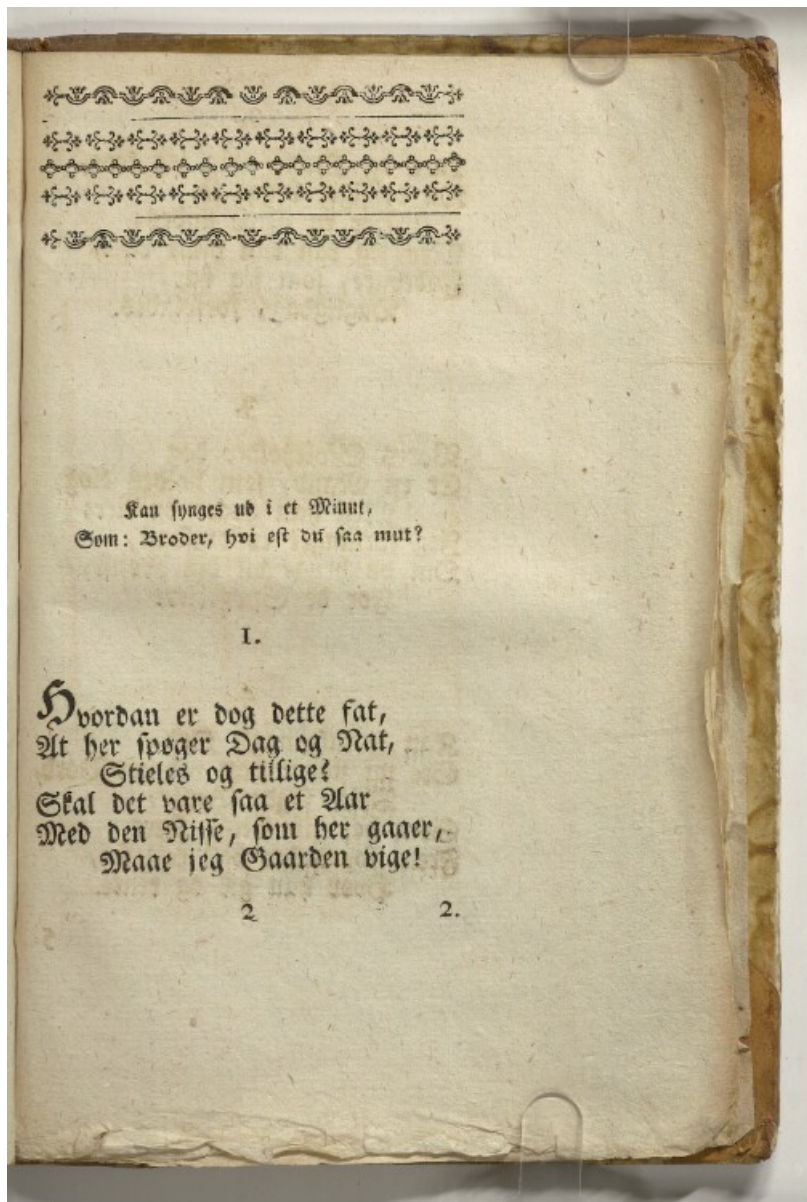 Kan synges ud i et Minut,
Som: Broder, hvi est du saa mut?
I.
Hvordan er dog dette fat,
At her spøger Dag og Nat,
Stieles og tillige?
Skal det vare saa et Aar
Med den Nisse, som her gaaer,
Maae jeg Gaarden vige!
2 2.